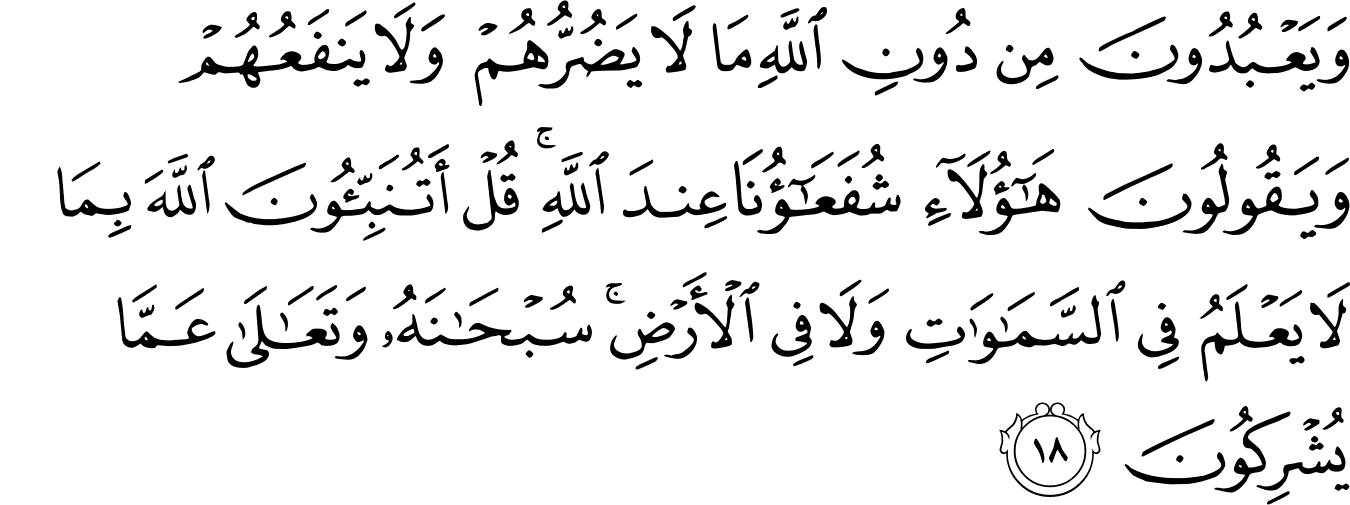 وَيَعۡبُدُونَ مِن دُونِ ٱللَّهِ مَا لَا يَضُرُّهُمۡ وَلَا يَنفَعُهُمۡ
وَيَقُولُونَ هَٰٓؤُلَآءِ شُفَعَٰٓؤُنَا عِندَ ٱللَّهِۚ قُلۡ أَتُنَبِّـُٔونَ ٱللَّهَ بِمَا
لَا يَعۡلَمُ فِي ٱلسَّمَٰوَٰتِ وَلَا فِي ٱلۡأَرۡضِۚ سُبۡحَٰنَهُۥ وَتَعَٰلَىٰ عَمَّا
يُشۡرِكُونَ ١٨